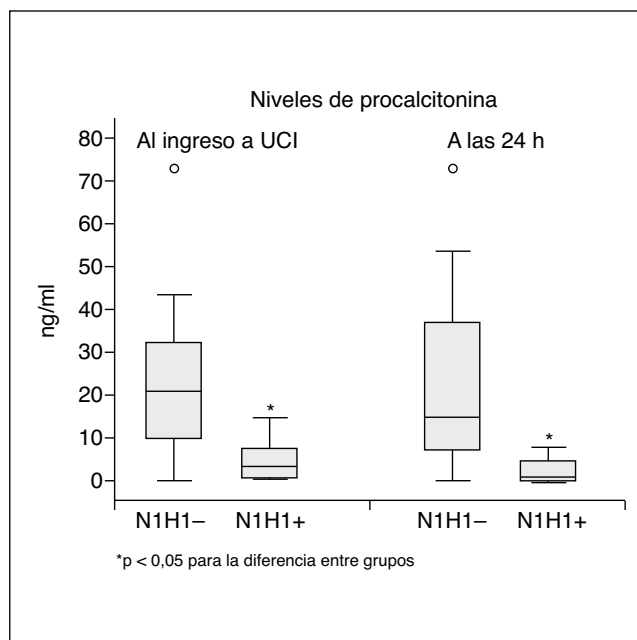 Niveles de procalcitonina
Al ingreso a UCI
A las 24 h
ng/ml
80
70
60
50
40
30
20
10
0
*
*
N1H1–
N1H1+
N1H1–
N1H1+
*p < 0,05 para la diferencia entre grupos